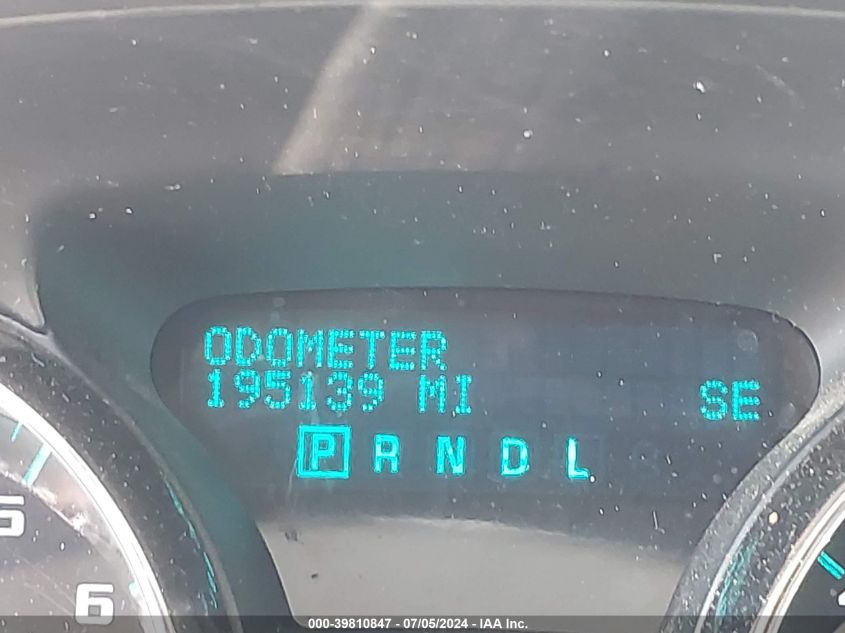 ODOMETER
195139 MI SE
P R N D L
5
6
000-39810847 / 07/05/2024 - IAA Inc.